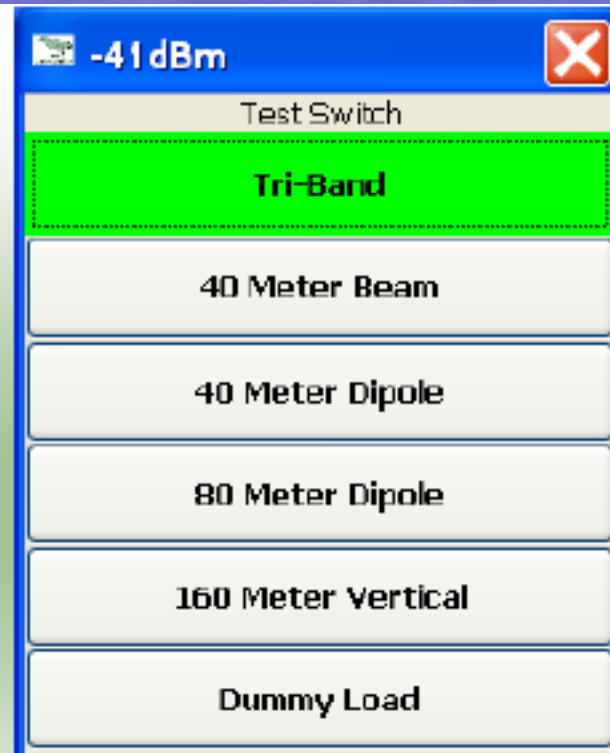 -41dBm
Test Switch
Tri-Band
40 Meter Beam
40 Meter Dipole
80 Meter Dipole
160 Meter Vertical
Dummy Load